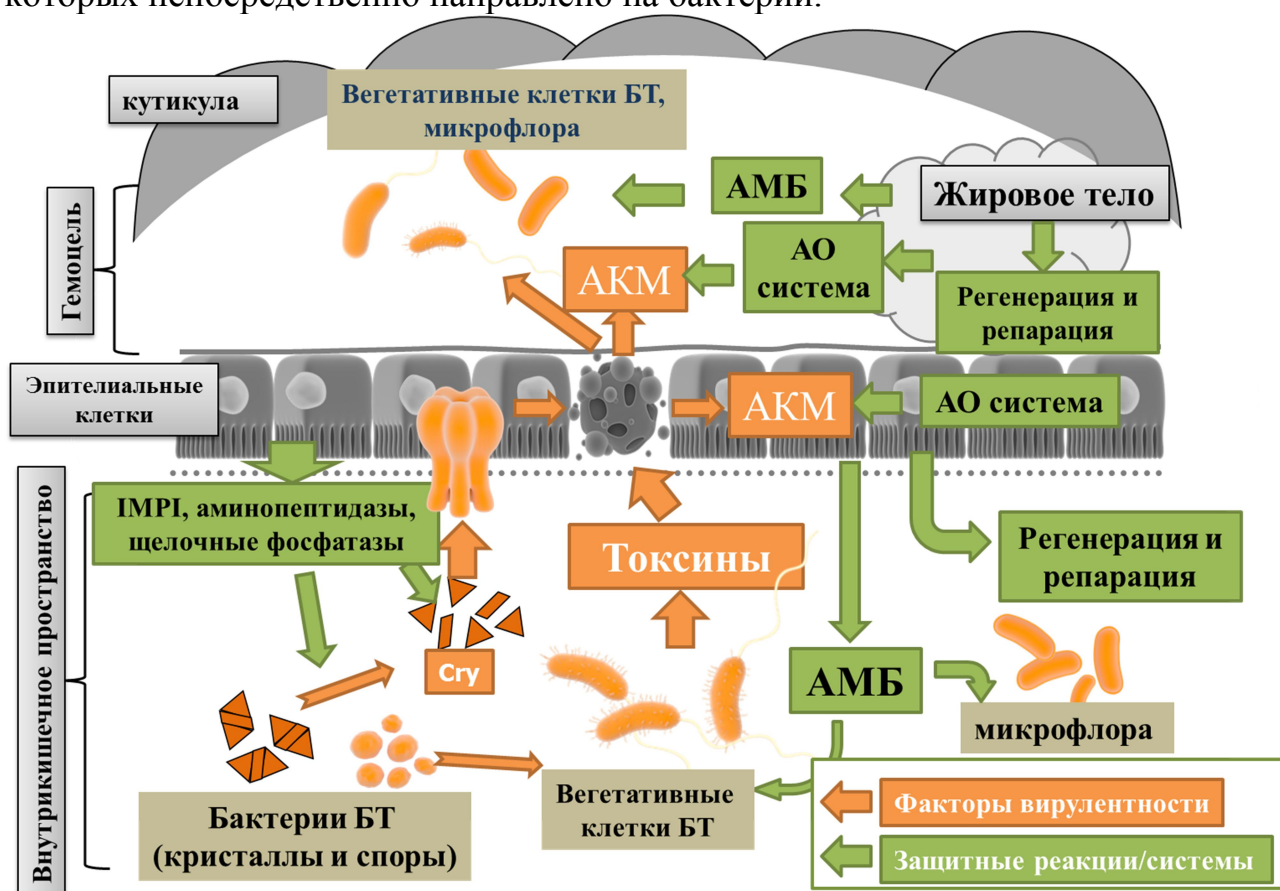 которых непосредственно направлено на бактерии.
кутикула
Вегетативные клетки БТ,
микрофлора
АМБ
Жировое тело
Гемоцель
АКМ
АО
система
Регенерация и
репарация
Эпителиальные
клетки
АКМ
АО система
Внутрикишечное пространство
IMPI, аминопептидазы,
щелочные фосфатазы
Токсины
Регенерация и
репарация
Cry
АМБ
микрофлора
Бактерии БТ
(кристаллы и споры)
Вегетативные
клетки БТ
Факторы вирулентности
Защитные реакции/системы